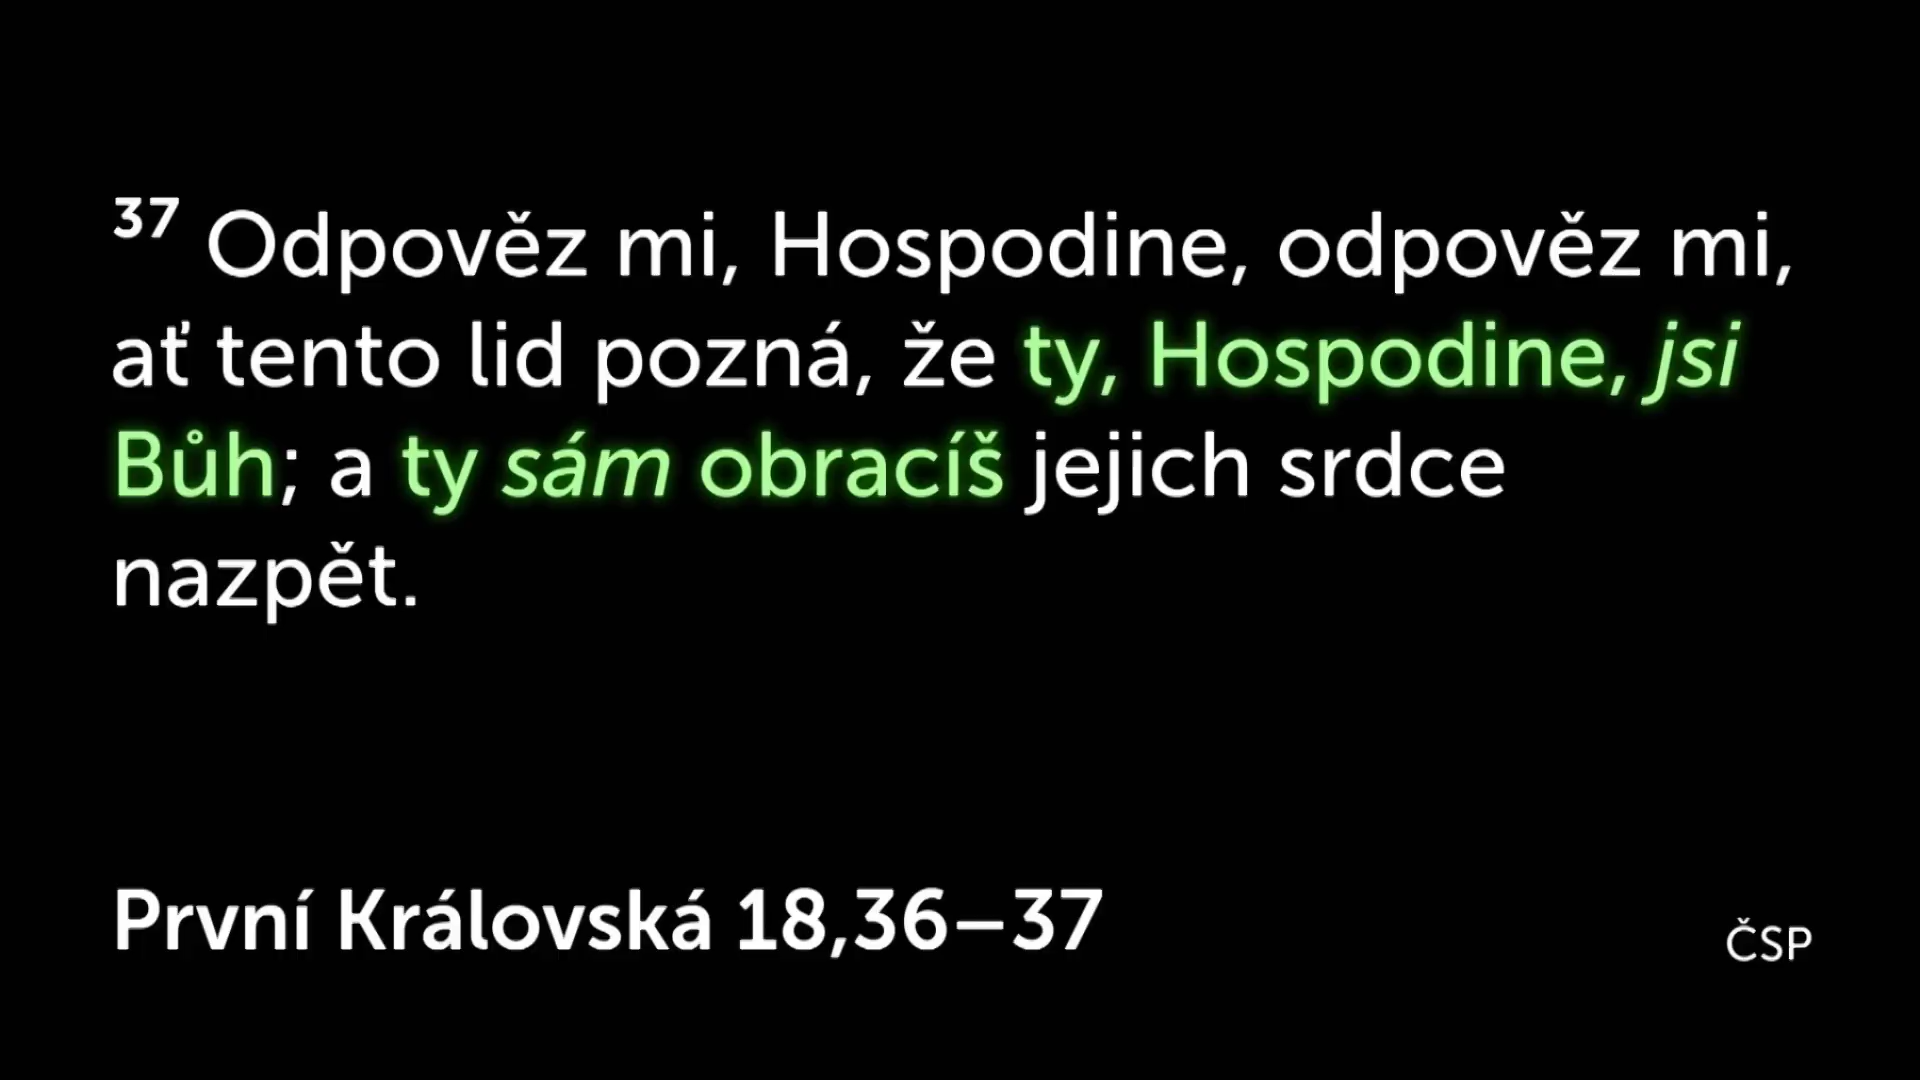 37 Odpověz mi, Hospodine, odpověz mi,
ať tento lid pozná, že ty, Hospodine, jsi
Bůh; a ty sám obracíš jejich srdce
nazpět.
První Královská 18,36–37
ČSP